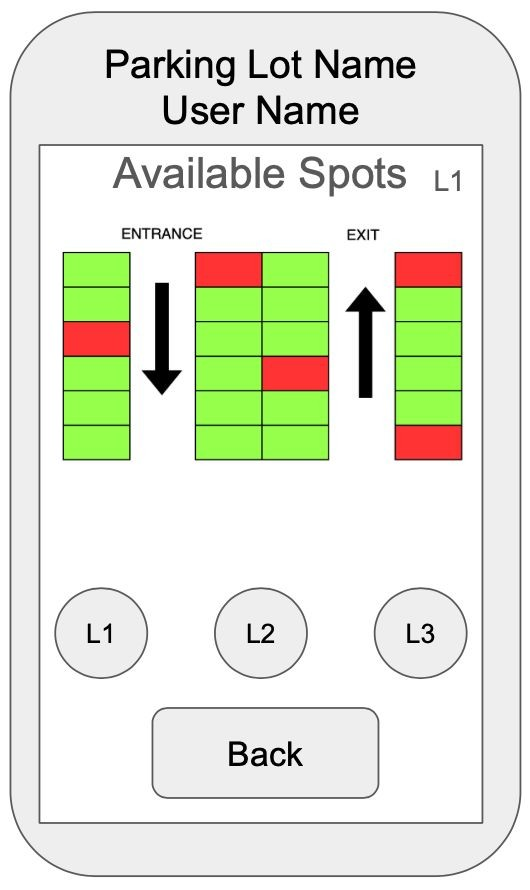 Parking Lot Name
User Name
Available Spots L1
ENTRANCE EXIT
L1 L2 L3
Back